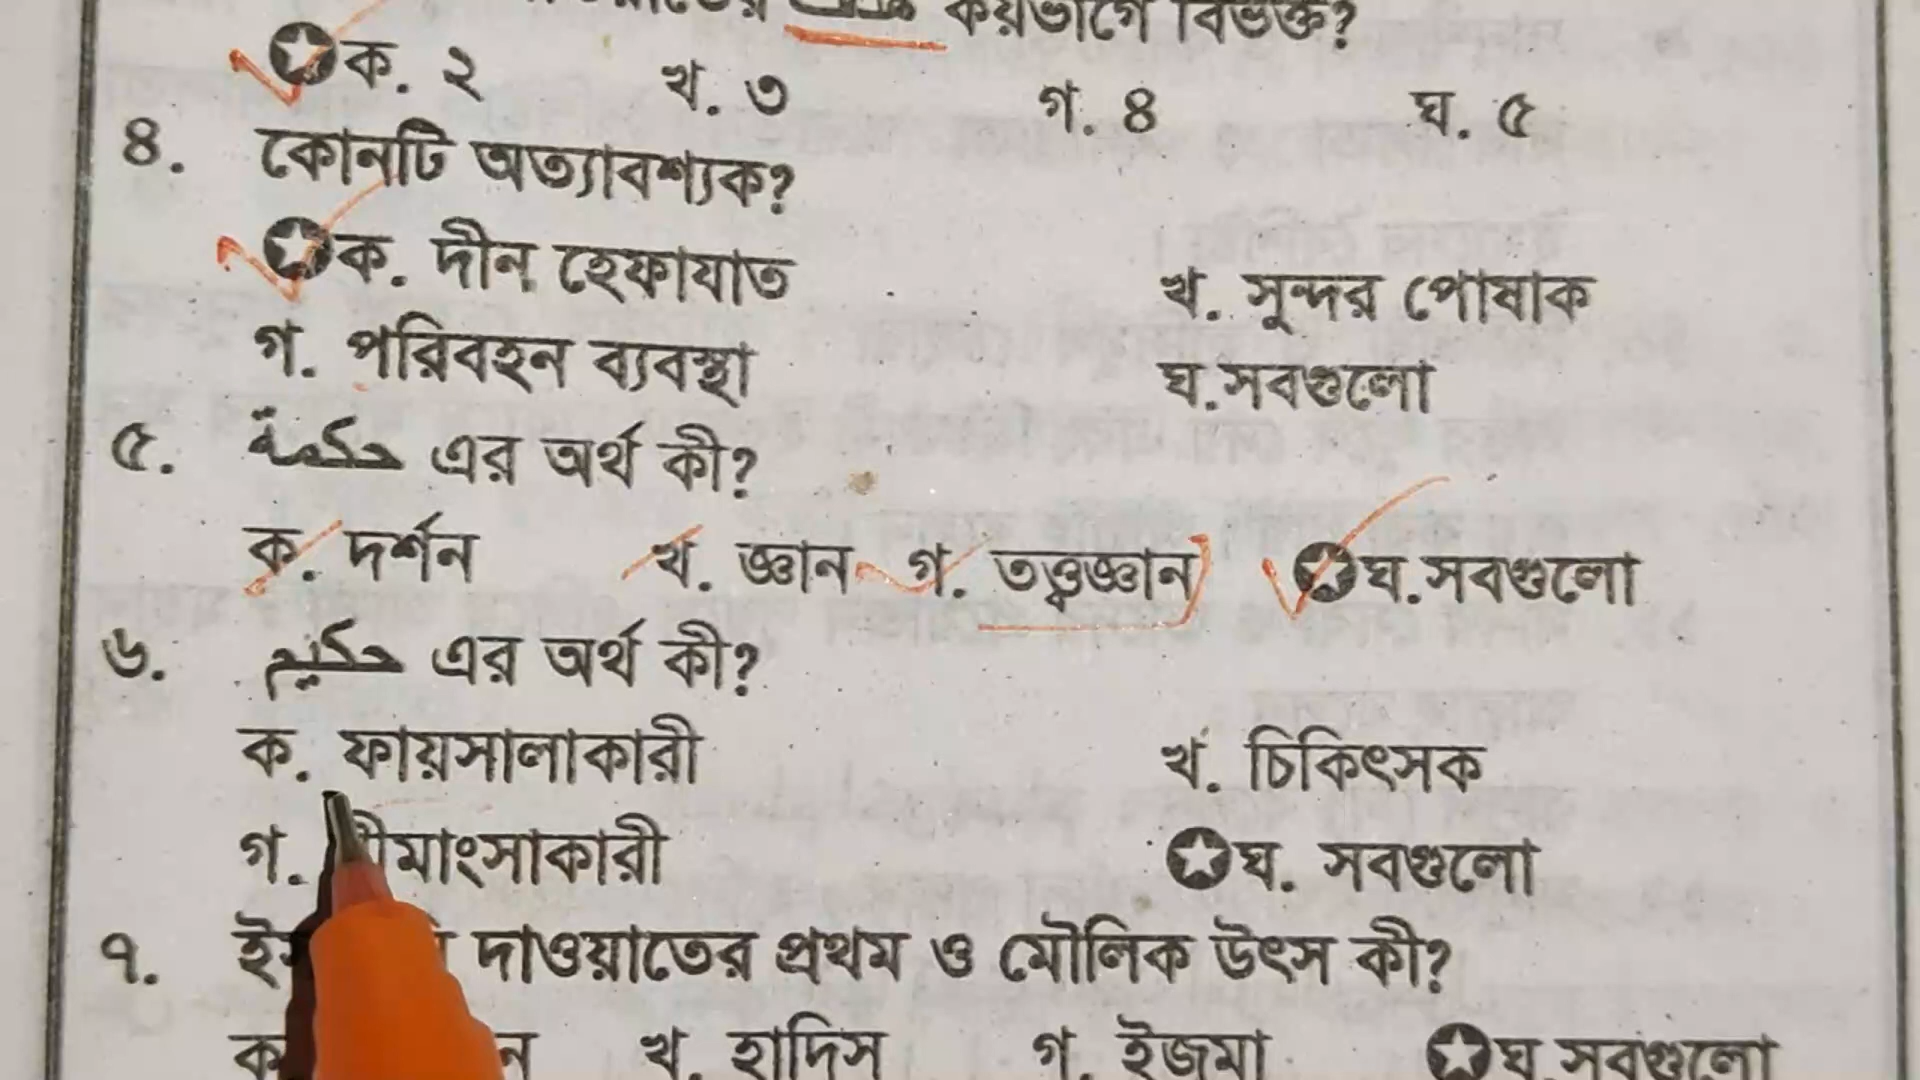 কয়ভাগে বিভক্ত?
ক. ২ খ. ৩ গ. ৪ ঘ. ৫
৪. কোনটি অত্যাবশ্যক?
ক. দীন হেফাযাত খ. সুন্দর পোষাক
গ. পরিবহন ব্যবস্থা ঘ.সবগুলো
৫. حكمة এর অর্থ কী?
ক. দর্শন খ. জ্ঞান গ. তত্ত্বজ্ঞান ঘ.সবগুলো
৬. حكيم এর অর্থ কী?
ক. ফায়সালাকারী খ. চিকিৎসক
গ. মীমাংসাকারী ঘ. সবগুলো
৭. দাওয়াতের প্রথম ও মৌলিক উৎস কী?
ক খ. হাদিস গ. ইজমা ঘ.সবগুলো